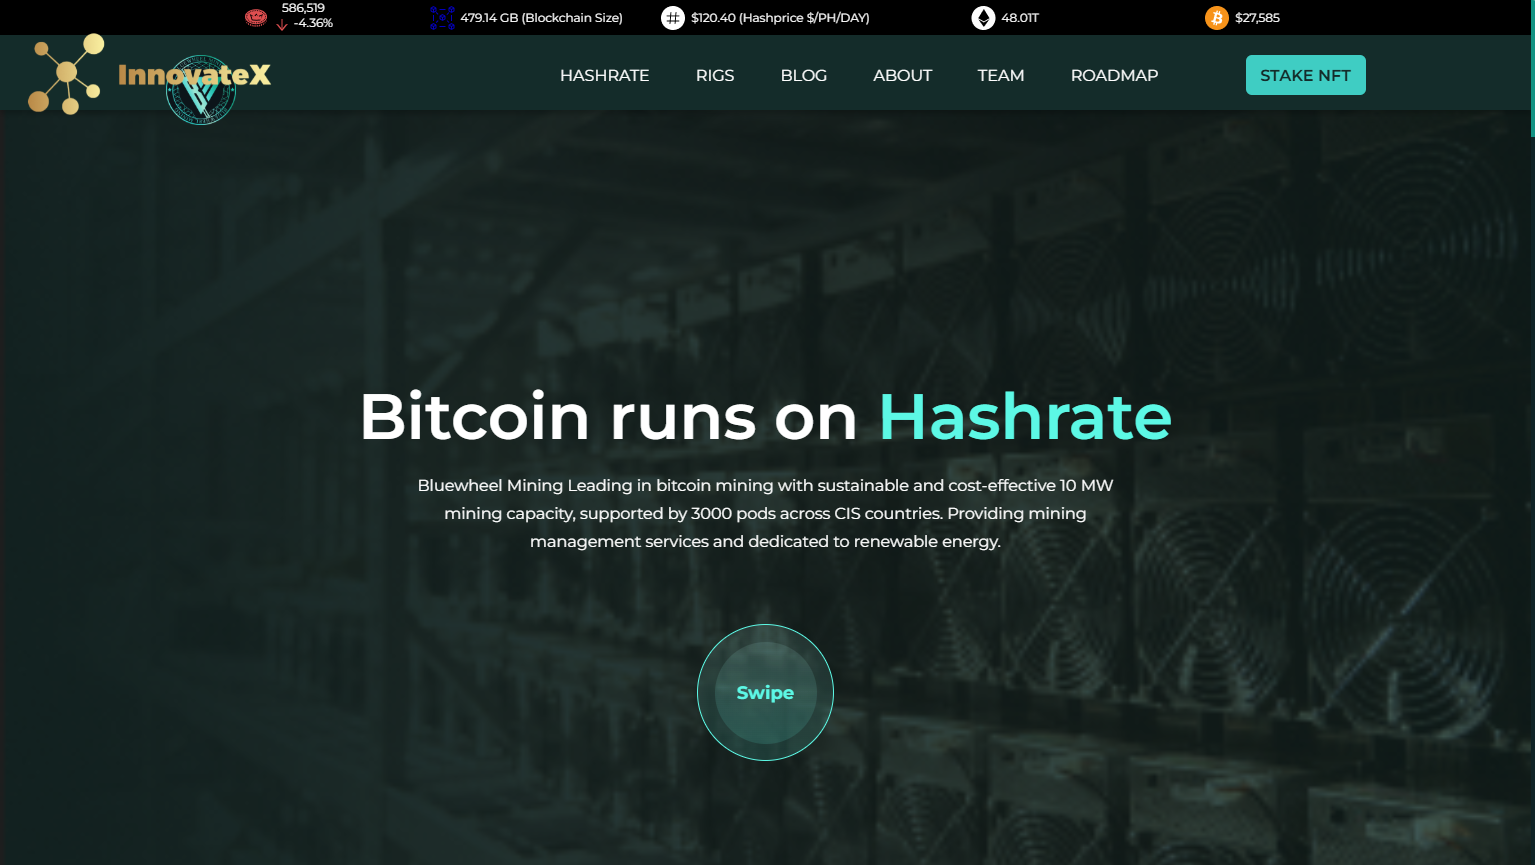 586,519
-4.36%
479.14 GB (Blockchain Size)
$120.40 (Hashprice $/PH/DAY)
48.01T
$27,585
InnovateX
HASHRATE
RIGS
BLOG
ABOUT
TEAM
ROADMAP
STAKE NFT
Bitcoin runs on Hashrate
Bluewheel Mining Leading in bitcoin mining with sustainable and cost-effective 10 MW
mining capacity, supported by 3000 pods across CIS countries. Providing mining
management services and dedicated to renewable energy.
Swipe